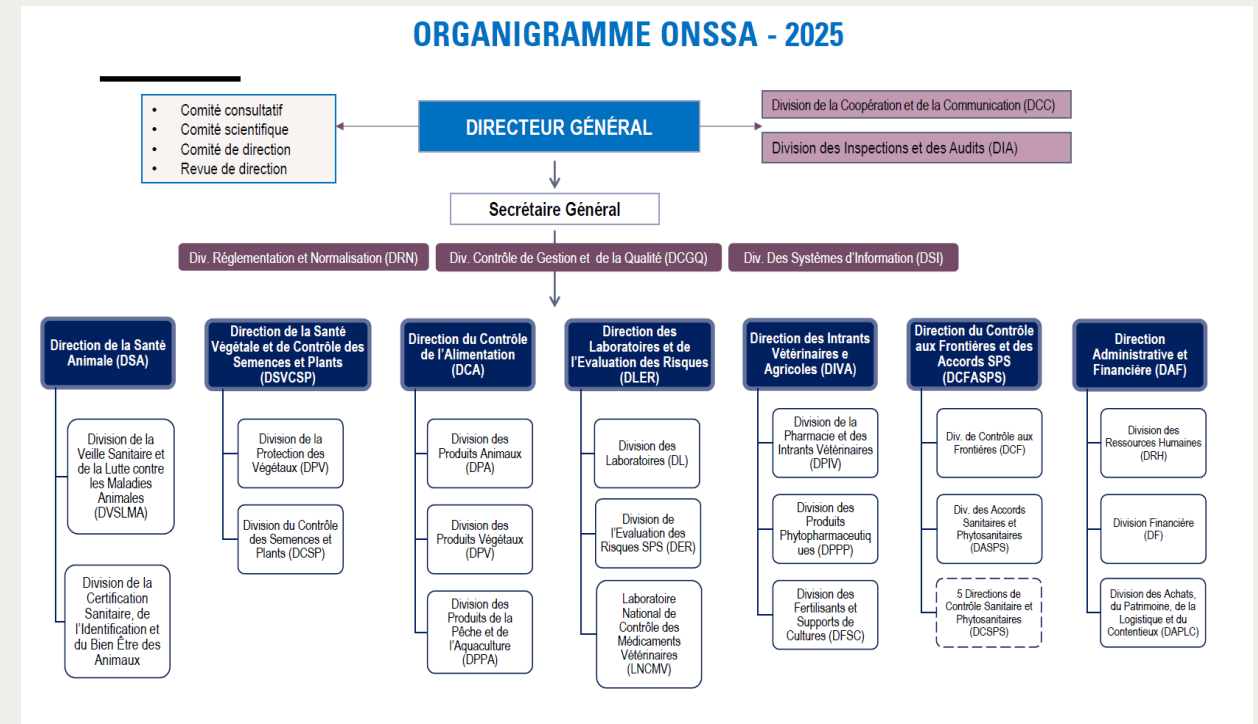 ORGANIGRAMME ONSSA - 2025
• Comité consultatif
• Comité scientifique
• Comité de direction
• Revue de direction
DIRECTEUR GÉNÉRAL
Division de la Coopération et de la Communication (DCC)
Division des Inspections et des Audits (DIA)
Secrétaire Général
Div. Réglementation et Normalisation (DRN)
Div. Contrôle de Gestion et de la Qualité (DCGQ)
Div. Des Systèmes d'Information (DSI)
Direction de la Santé
Animale (DSA)
Division de la
Veille Sanitaire et
de la Lutte contre
les Maladies
Animales
(DVSLMA)
Division de la
Certification
Sanitaire, de
l'Identification et
du Bien Être des
Animaux
Direction de la Santé
Végétale et de Contrôle des
Semences et Plants
(DSVCSP)
Division de la
Protection des
Végétaux (DPV)
Division du Contrôle
des Semences et
Plants (DCSP)
Direction du Contrôle
de l'Alimentation
(DCA)
Division des
Produits Animaux
(DPA)
Division des
Produits Végétaux
(DPV)
Division des
Produits de la
Pêche et de
l'Aquaculture
(DPPA)
Direction des
Laboratoires et de
l'Evaluation des Risques
(DLER)
Division des
Laboratoires (DL)
Division de
l'Evaluation des
Risques SPS (DER)
Laboratoire
National de
Contrôle des
Médicaments
Vétérinaires
(LNCMV)
Direction des Intrants
Vétérinaires e
Agricoles (DIVA)
Division de la
Pharmacie et des
Intrants Vétérinaires
(DPIV)
Division des
Produits
Phytopharmaceutiq
ues (DPPP)
Division des
Fertilisants et
Supports de
Cultures (DFSC)
Direction du Contrôle
aux Frontières et des
Accords SPS
(DCFASPS)
Div. de Contrôle aux
Frontières (DCF)
Div. des Accords
Sanitaires et
Phytosanitaires
(DASPS)
5 Directions de
Contrôle Sanitaire et
Phytosanitaires
(DCSPS)
Direction
Administrative et
Financière (DAF)
Division des
Ressources Humaines
(DRH)
Division Financière
(DF)
Division des Achats,
du Patrimoine, de la
Logistique et du
Contentieux (DAPLC)